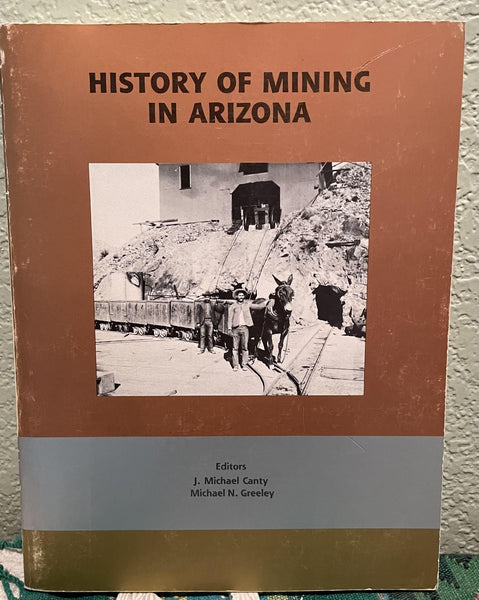 HISTORY OF MINING
IN ARIZONA
Editors
J. Michael Canty
Michael N. Greeley